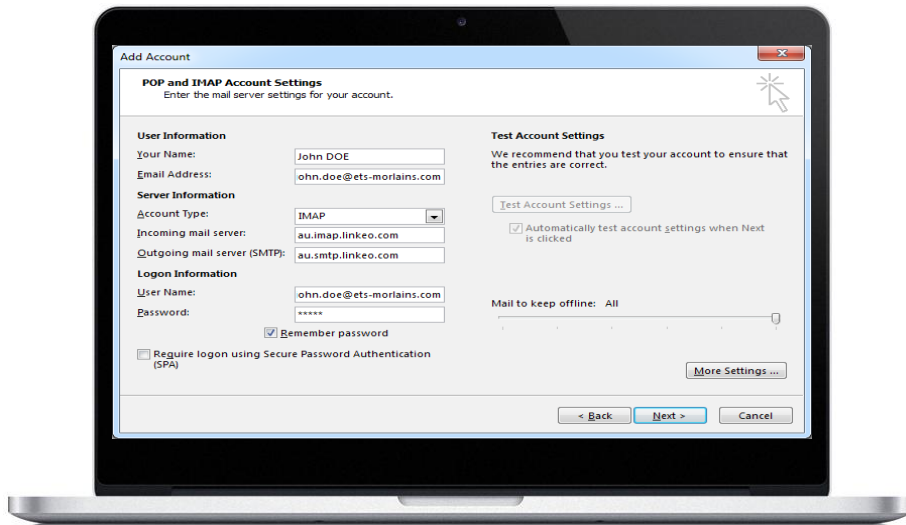 Add Account
POP and IMAP Account Settings
Enter the mail server settings for your account.
User Information
Your Name:
John DOE
Email Address:
ohn.doe@ets-morlains.com
Server Information
Account Type:
IMAP
Incoming mail server:
au.imap.linkeo.com
Outgoing mail server (SMTP):
au.smtp.linkeo.com
Logon Information
User Name:
ohn.doe@ets-morlains.com
Password:
*****
Remember password
Require logon using Secure Password Authentication
(SPA)
Test Account Settings
We recommend that you test your account to ensure that
the entries are correct.
Test Account Settings ...
Automatically test account settings when Next
is clicked
Mail to keep offline: All
More Settings ...
< Back
Next >
Cancel